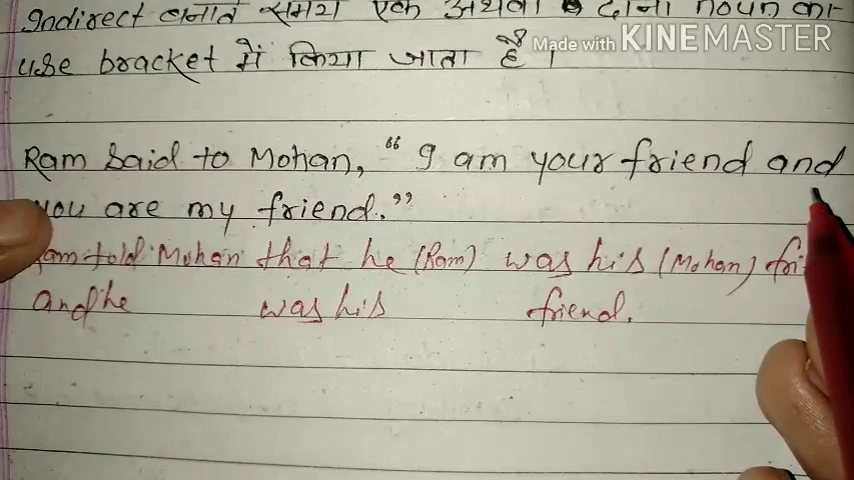 Indirect बनाते समय एक अथवा दोनो noun का
Made with KINEMASTER
use bracket में किया जाता है ।
Ram said to Mohan, “I am your friend and
you are my friend.”
told Mohan that he (Ram) was his (Mohan)
and he was his friend.